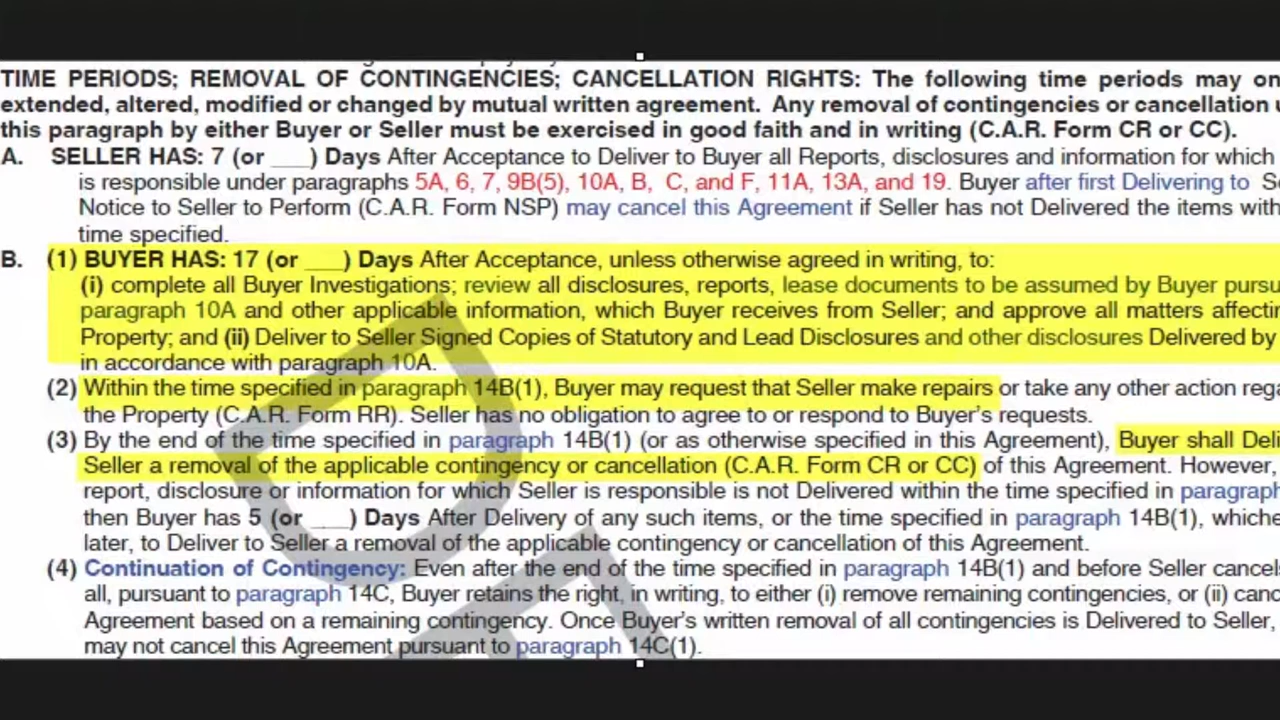 TIME PERIODS; REMOVAL OF CONTINGENCIES; CANCELLATION RIGHTS: The following time periods may on
extended, altered, modified or changed by mutual written agreement. Any removal of contingencies or cancellation
this paragraph by either Buyer or Seller must be exercised in good faith and in writing (C.A.R. Form CR or CC).
A. SELLER HAS: 7 (or ___) Days After Acceptance to Deliver to Buyer all Reports, disclosures and information for which
is responsible under paragraphs 5A, 6, 7, 9B(5), 10A, B, C, and F, 11A, 13A, and 19. Buyer after first Delivering to
Notice to Seller to Perform (C.A.R. Form NSP) may cancel this Agreement if Seller has not Delivered the items with
time specified.
B. (1) BUYER HAS: 17 (or ___) Days After Acceptance, unless otherwise agreed in writing, to:
(i) complete all Buyer Investigations; review all disclosures, reports, lease documents to be assumed by Buyer pursu
paragraph 10A and other applicable information, which Buyer receives from Seller; and approve all matters affectin
Property; and (ii) Deliver to Seller Signed Copies of Statutory and Lead Disclosures and other disclosures Delivered by
in accordance with paragraph 10A.
(2) Within the time specified in paragraph 14B(1), Buyer may request that Seller make repairs or take any other action rega
the Property (C.A.R. Form RR). Seller has no obligation to agree to or respond to Buyer's requests.
(3) By the end of the time specified in paragraph 14B(1) (or as otherwise specified in this Agreement), Buyer shall Deli
Seller a removal of the applicable contingency or cancellation (C.A.R. Form CR or CC) of this Agreement. However,
report, disclosure or information for which Seller is responsible is not Delivered within the time specified in paragraph
then Buyer has 5 (or ___) Days After Delivery of any such items, or the time specified in paragraph 14B(1), whiche
later, to Deliver to Seller a removal of the applicable contingency or cancellation of this Agreement.
(4) Continuation of Contingency: Even after the end of the time specified in paragraph 14B(1) and before Seller cancels
all, pursuant to paragraph 14C, Buyer retains the right, in writing, to either (i) remove remaining contingencies, or (ii) canc
Agreement based on a remaining contingency. Once Buyer's written removal of all contingencies is Delivered to Seller,
may not cancel this Agreement pursuant to paragraph 14C(1).